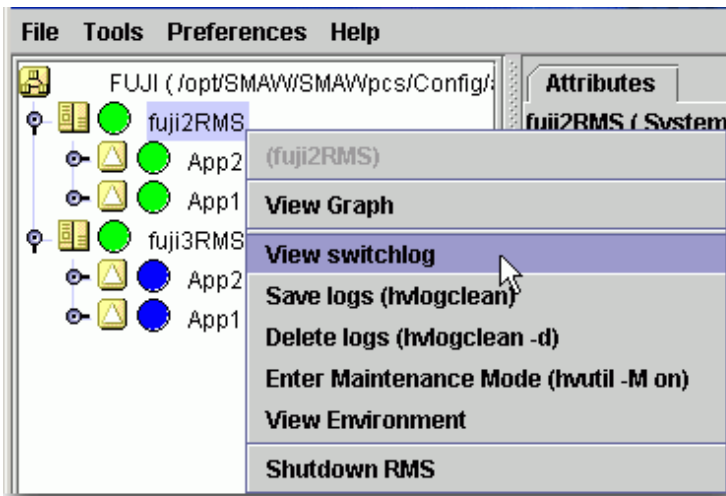 File Tools Preferences Help
FUJI ( /opt/SMAW/SMAWpcs/Config/
Attributes
fuji2RMS
fuji2RMS ( System
App2
(fuji2RMS)
App1
View Graph
fuji3RMS
View switchlog
App2
Save logs (hvlogclean)
App1
Delete logs (hvlogclean -d)
Enter Maintenance Mode (hvutil -M on)
View Environment
Shutdown RMS